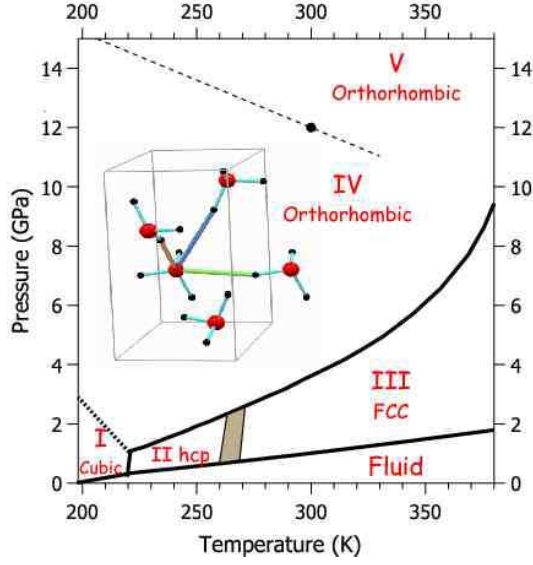 200 250 300 350
14 14
12 12
10 10
8 8
6 6
4 4
2 2
0 0
V
Orthorhombic
IV
Orthorhombic
III
FCC
I
Cubic
II hcp
Fluid
Pressure (GPa)
200 250 300 350
Temperature (K)